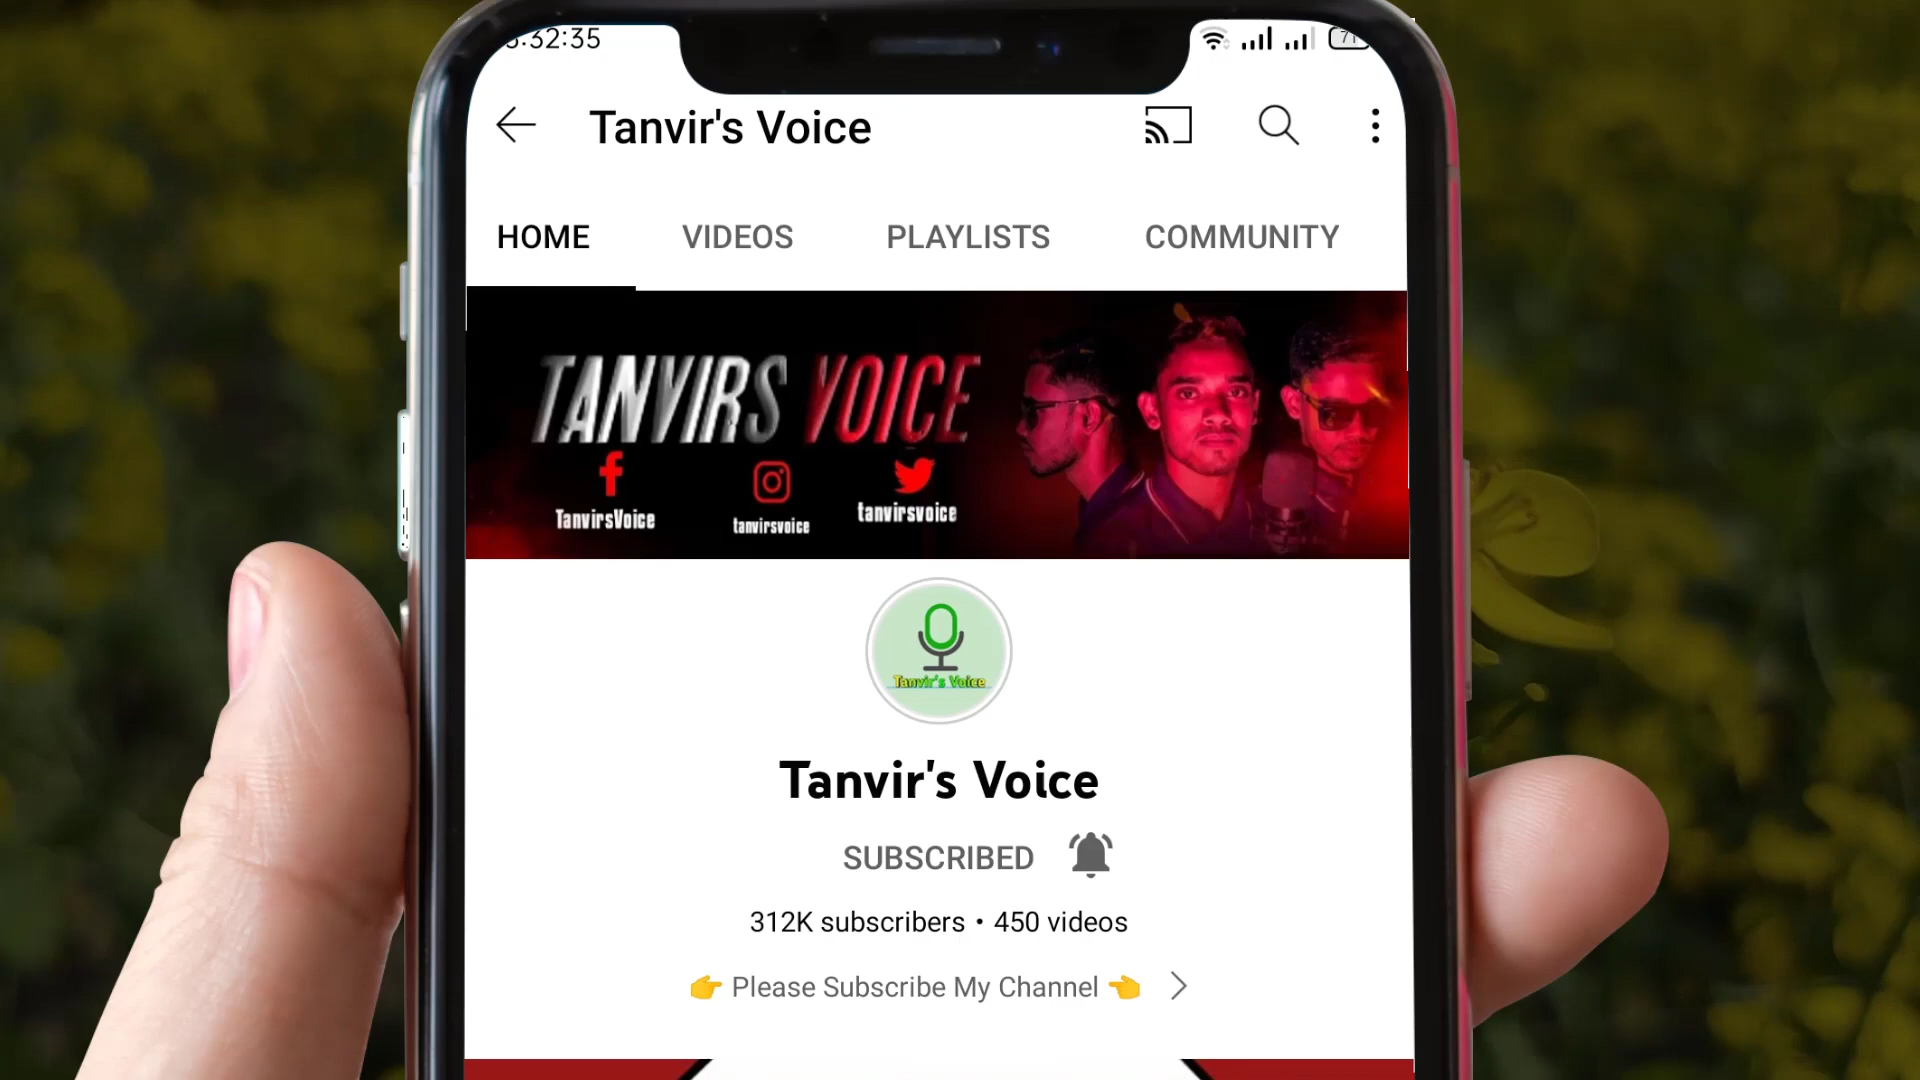 :32:35
71
Tanvir's Voice
HOME VIDEOS PLAYLISTS COMMUNITY
TANVIRS VOICE
TanvirsVoice tanvirsvoice tanvirsvoice
Tanvir's Voice
Tanvir's Voice
SUBSCRIBED
312K subscribers • 450 videos
👉 Please Subscribe My Channel 👈